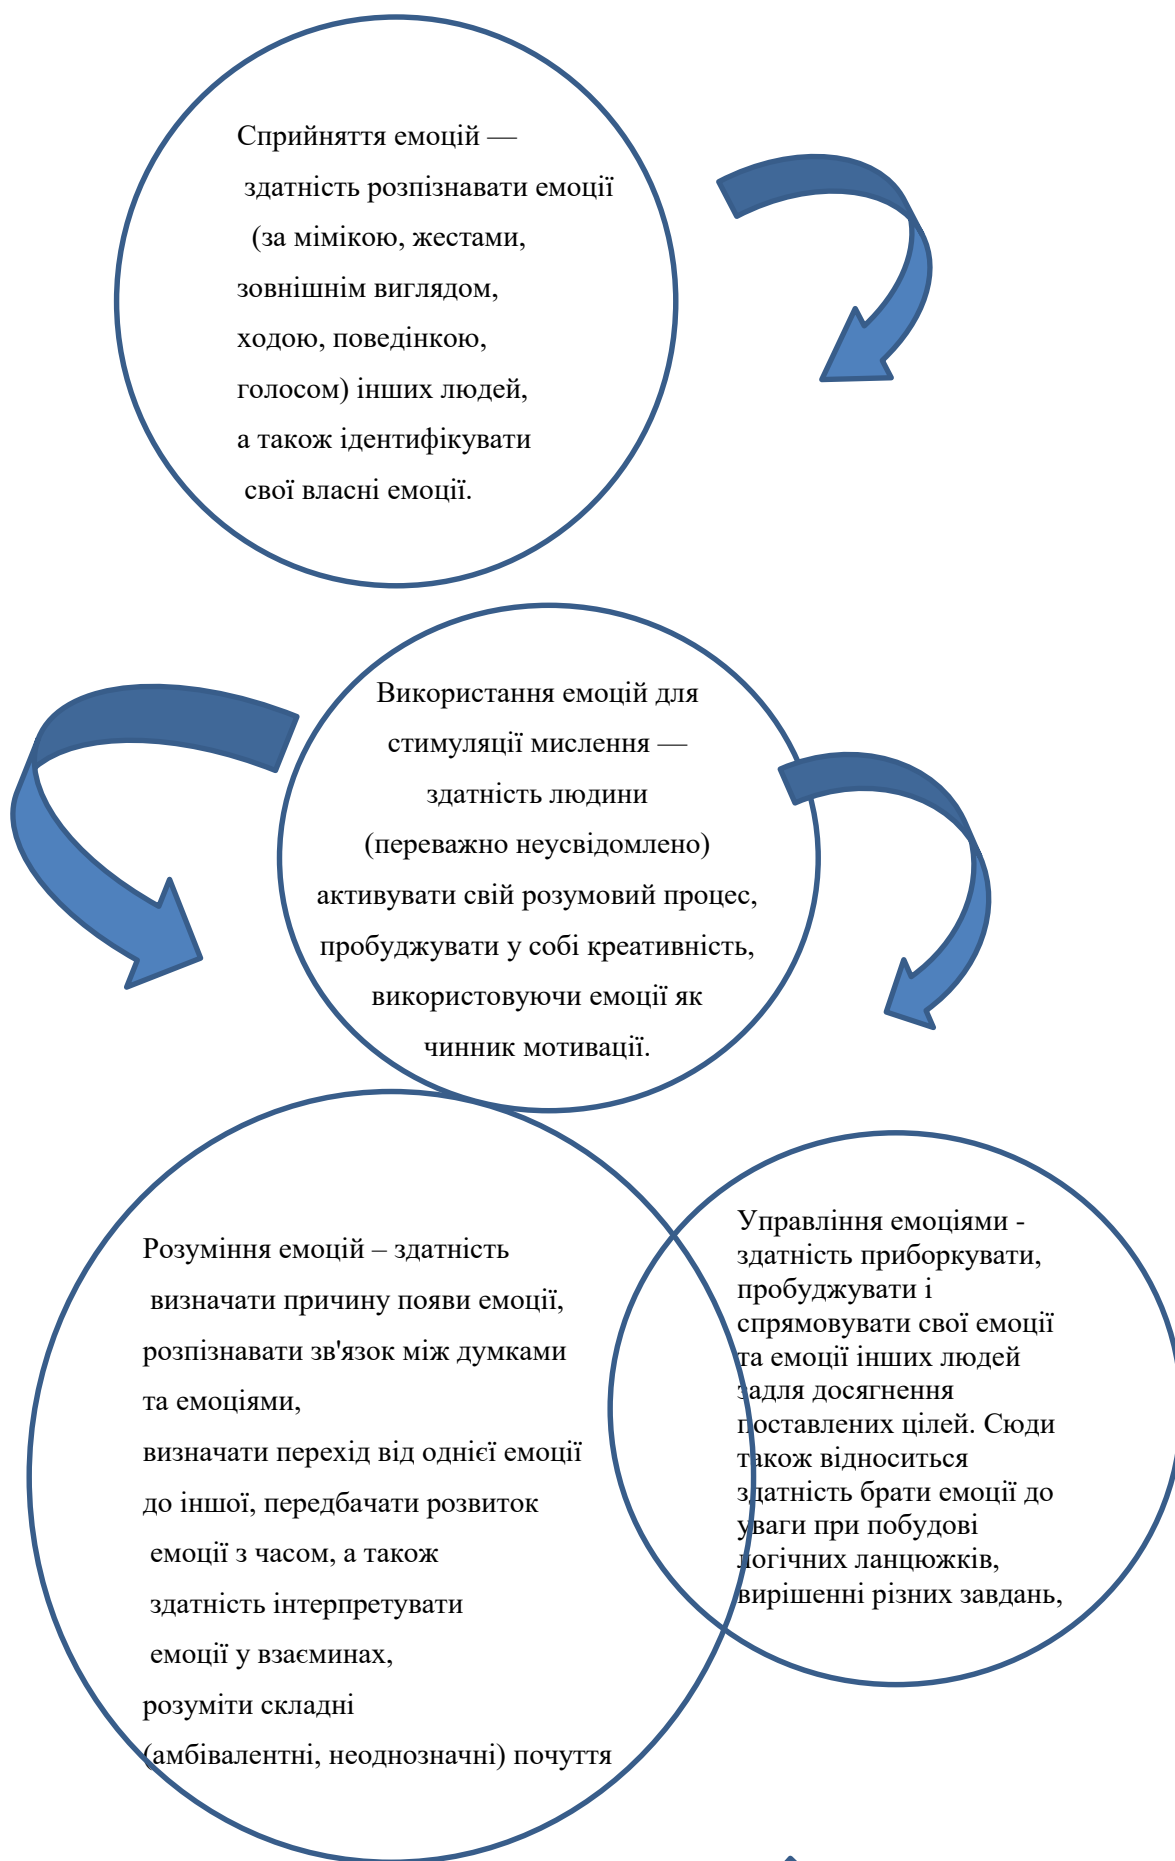 Сприйняття емоцій —
здатність розпізнавати емоції
(за мімікою, жестами,
зовнішнім виглядом,
ходою, поведінкою,
голосом) інших людей,
а також ідентифікувати
свої власні емоції.
Використання емоцій для
стимуляції мислення —
здатність людини
(переважно неусвідомлено)
активувати свій розумовий процес,
пробуджувати у собі креативність,
використовуючи емоції як
чинник мотивації.
Розуміння емоцій – здатність
визначати причину появи емоції,
розпізнавати зв'язок між думками
та емоціями,
визначати перехід від однієї емоції
до іншої, передбачати розвиток
емоції з часом, а також
здатність інтерпретувати
емоції у взаєминах,
розуміти складні
(амбівалентні, неоднозначні) почуття
Управління емоціями -
здатність приборкувати,
пробуджувати і
спрямовувати свої емоції
та емоції інших людей
задля досягнення
поставлених цілей. Сюди
також відноситься
здатність брати емоції до
уваги при побудові
логічних ланцюжків,
вирішенні різних завдань,